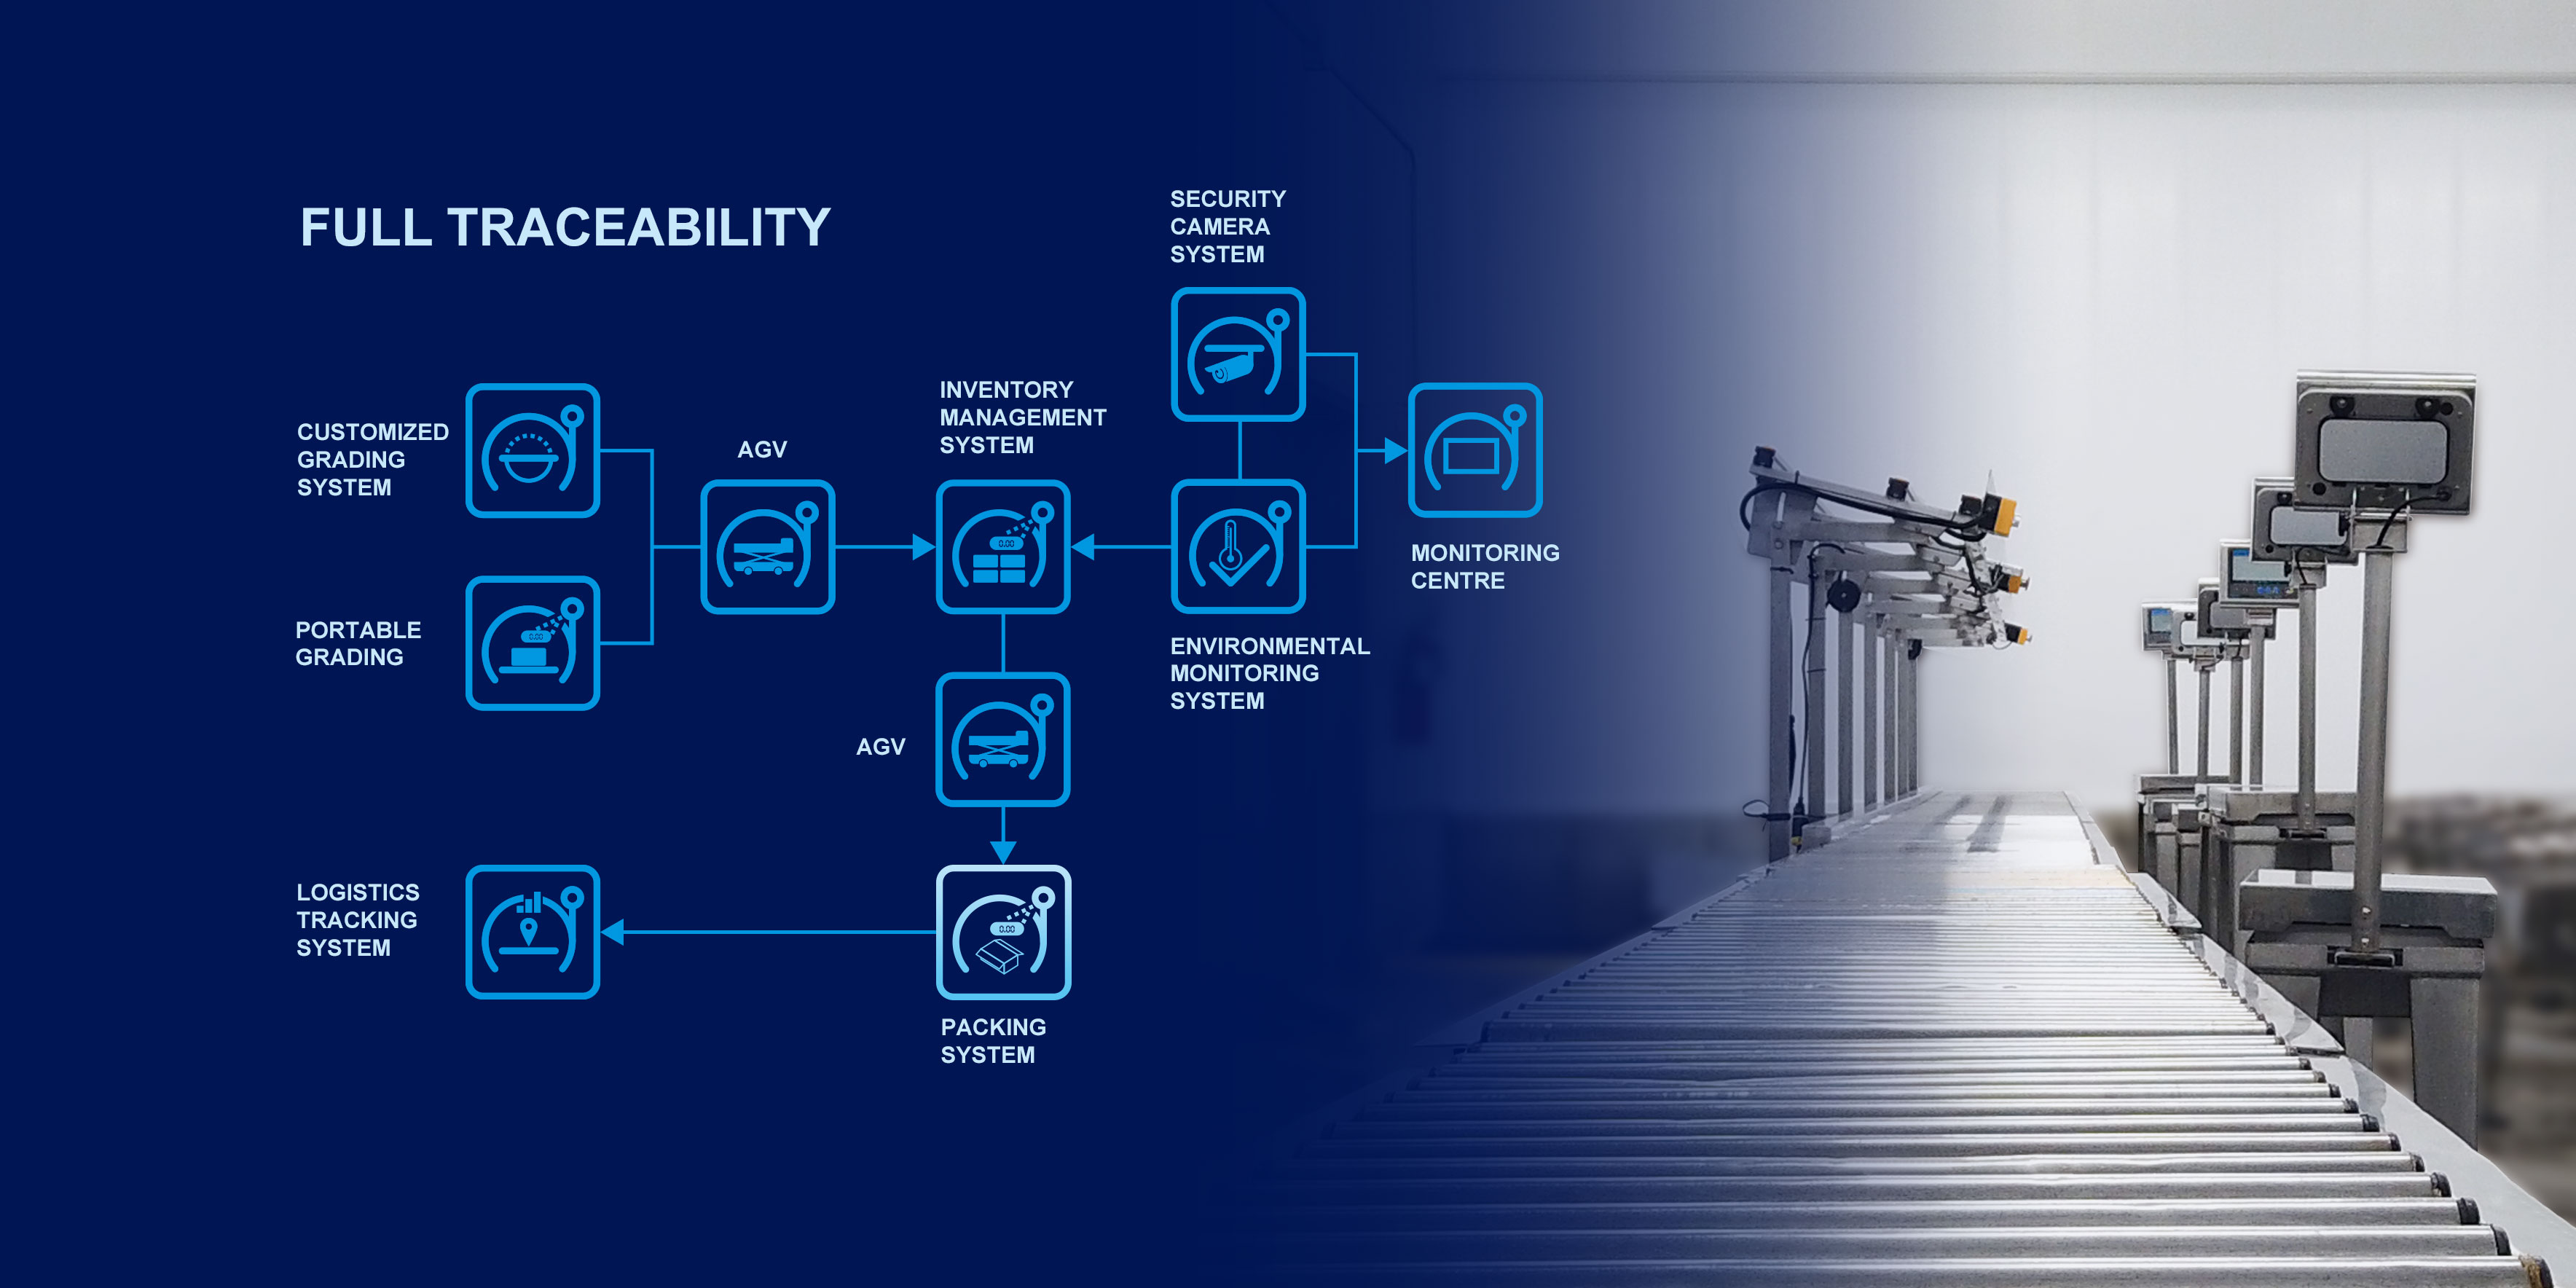 FULL TRACEABILITY
SECURITY
CAMERA
SYSTEM
CUSTOMIZED
GRADING
SYSTEM
AGV
INVENTORY
MANAGEMENT
SYSTEM
0.00
MONITORING
CENTRE
PORTABLE
GRADING
0.00
ENVIRONMENTAL
MONITORING
SYSTEM
AGV
LOGISTICS
TRACKING
SYSTEM
0.00
PACKING
SYSTEM